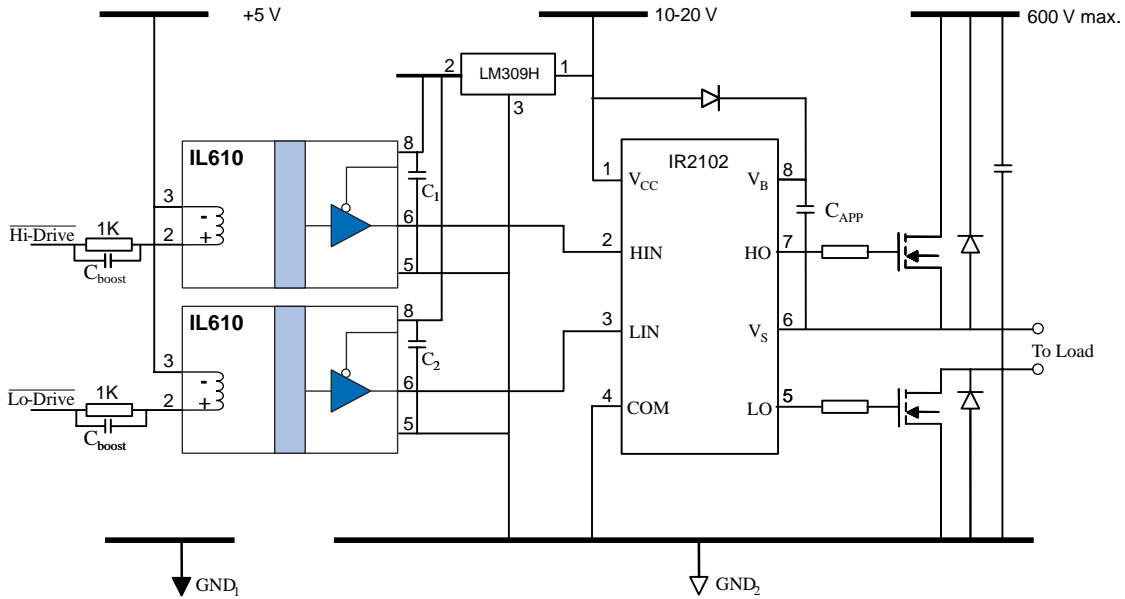 +5 V
10-20 V
600 V max.
2
LM309H
1
3
IL610
8
C1
3
-
1K
Hi-Drive
2
+
Cboost
6
5
IR2102
1
VCC
VB
8
CAPP
2
HIN
HO
7
3
LIN
VS
6
4
COM
LO
5
To Load
IL610
8
C2
3
-
1K
Lo-Drive
2
+
Cboost
6
5
GND1
GND2